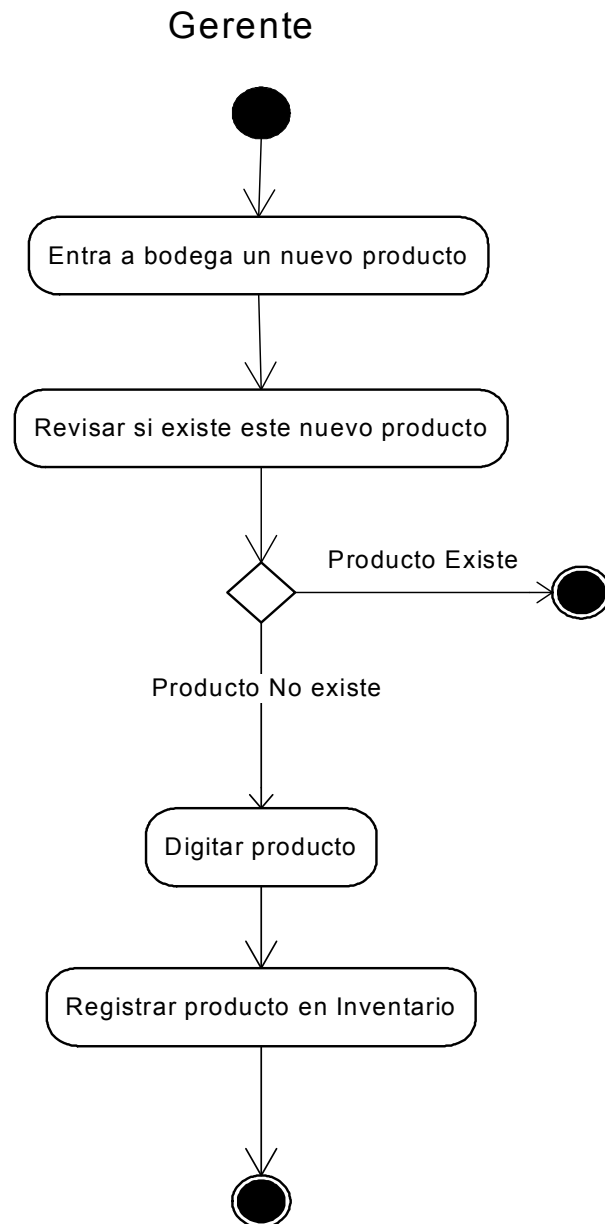 Gerente
Entra a bodega un nuevo producto
Revisar si existe este nuevo producto
Producto Existe
Producto No existe
Digitar producto
Registrar producto en Inventario